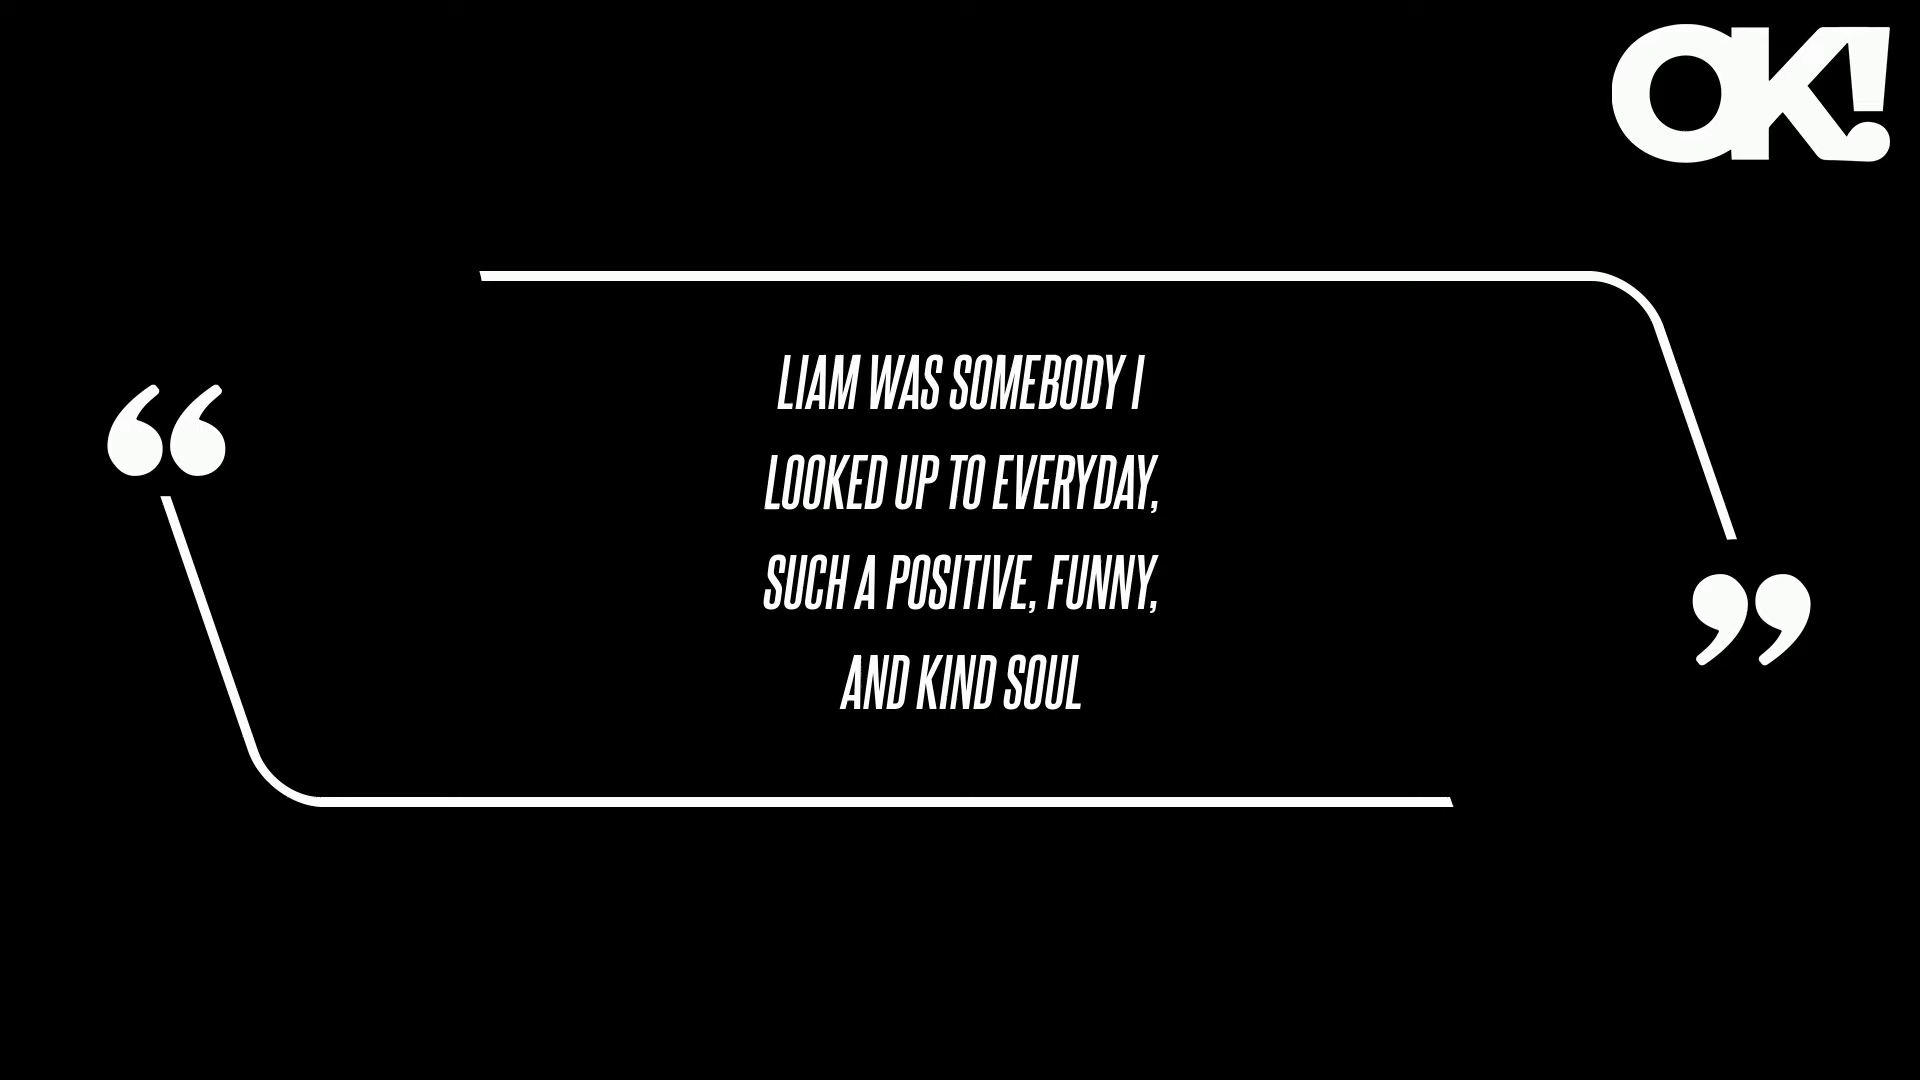 OK!
LIAM WAS SOMEBODY I
LOOKED UP TO EVERYDAY,
SUCH A POSITIVE, FUNNY,
AND KIND SOUL